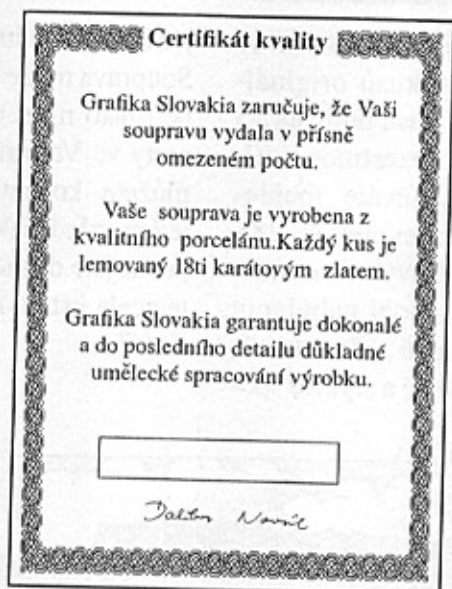 Certifikát kvality
Grafika Slovakia zaručuje, že Vaši
soupravu vydala v přísně
omezeném počtu.
Vaše souprava je vyrobena z
kvalitního porcelánu.Každý kus je
lemovaný 18ti karátovým zlatem.
Grafika Slovakia garantuje dokonalé
a do posledního detailu důkladné
umělecké spracování výrobku.